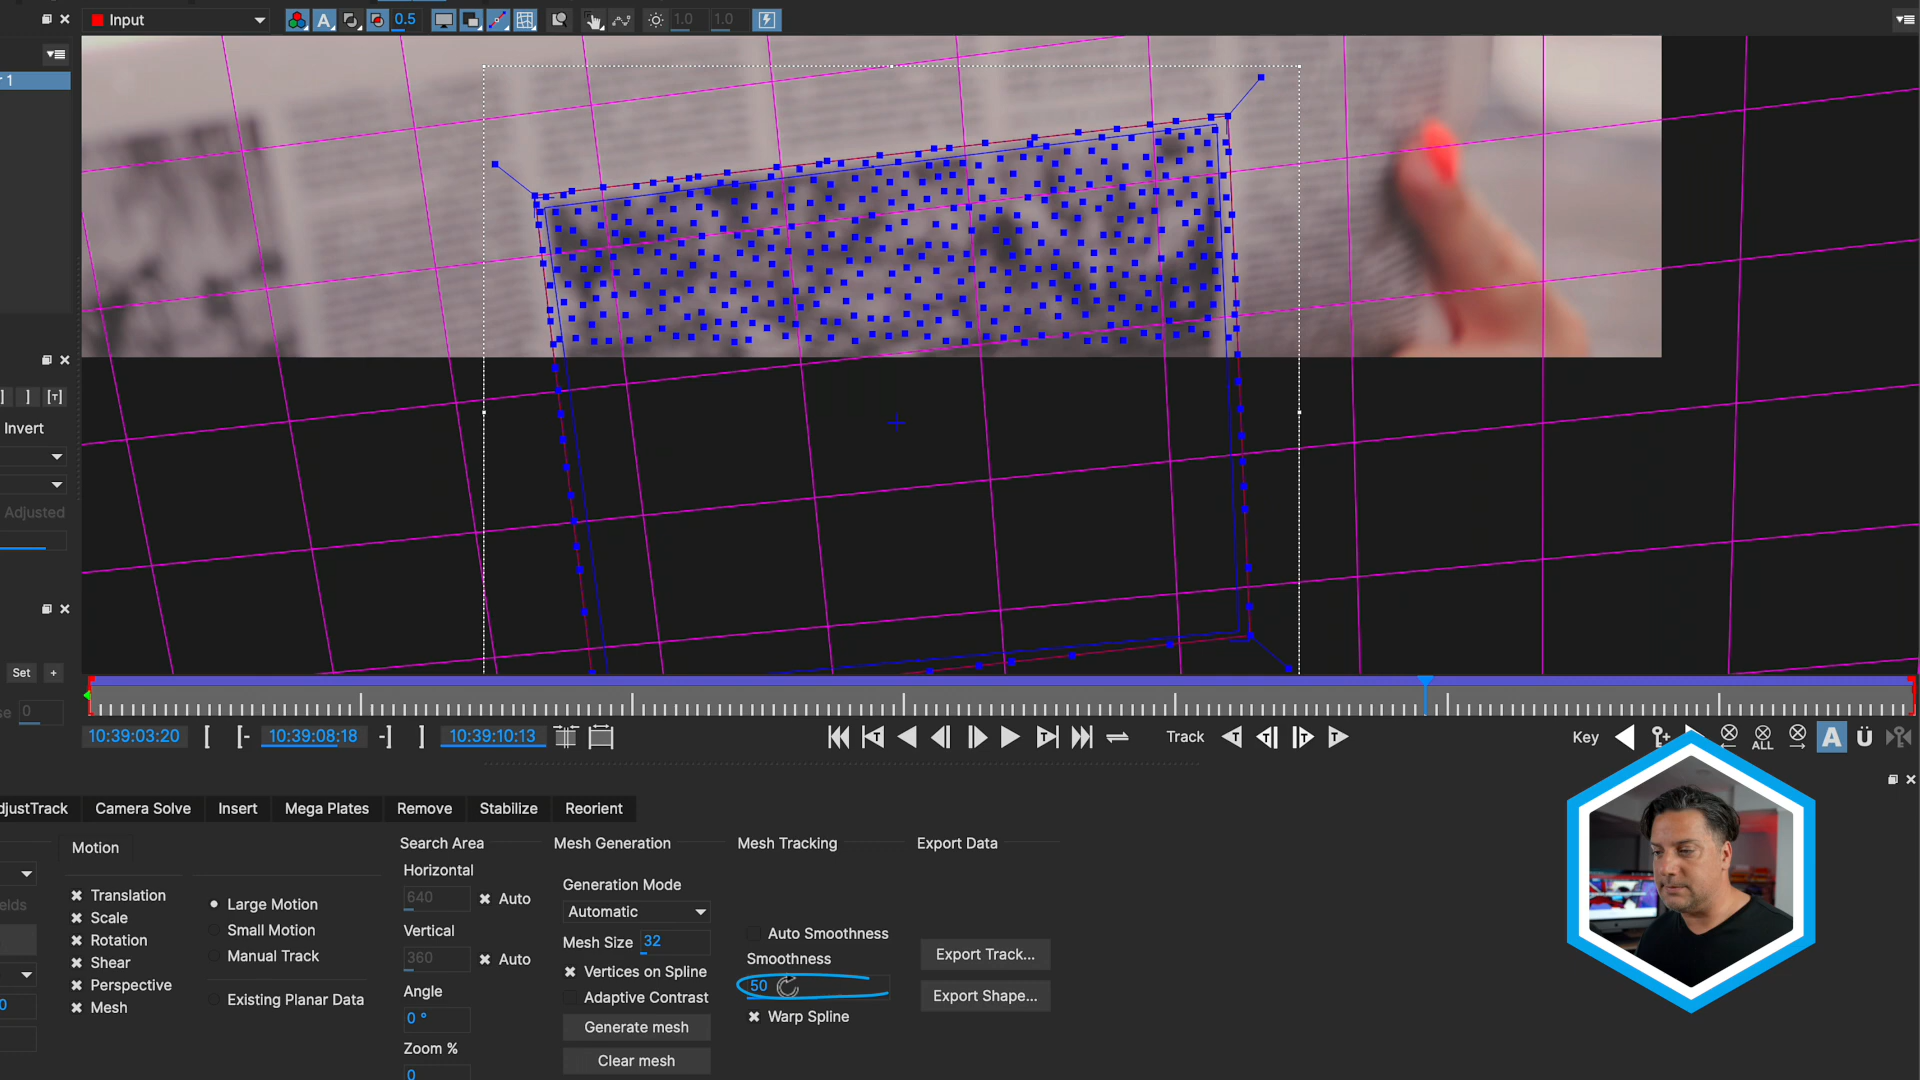 Input
A
0.5
1.0
1.0
r 1
]
]
[T]
Invert
Adjusted
Set
+
se
0
10:39:03:20
[
[-
10:39:08:18
-]
]
10:39:10:13
Track
Key
ALL
A
Ü
djustTrack
Camera Solve
Insert
Mega Plates
Remove
Stabilize
Reorient
Motion
Search Area
Mesh Generation
Mesh Tracking
Export Data
Horizontal
Generation Mode
Translation
Large Motion
640
Auto
Automatic
elds
Scale
Small Motion
Vertical
Mesh Size
32
Auto Smoothness
Rotation
Manual Track
360
Auto
Vertices on Spline
Smoothness
Export Track...
Shear
Perspective
Existing Planar Data
Angle
Adaptive Contrast
50
Export Shape...
0
Mesh
0 °
Generate mesh
Warp Spline
Zoom %
Clear mesh
0